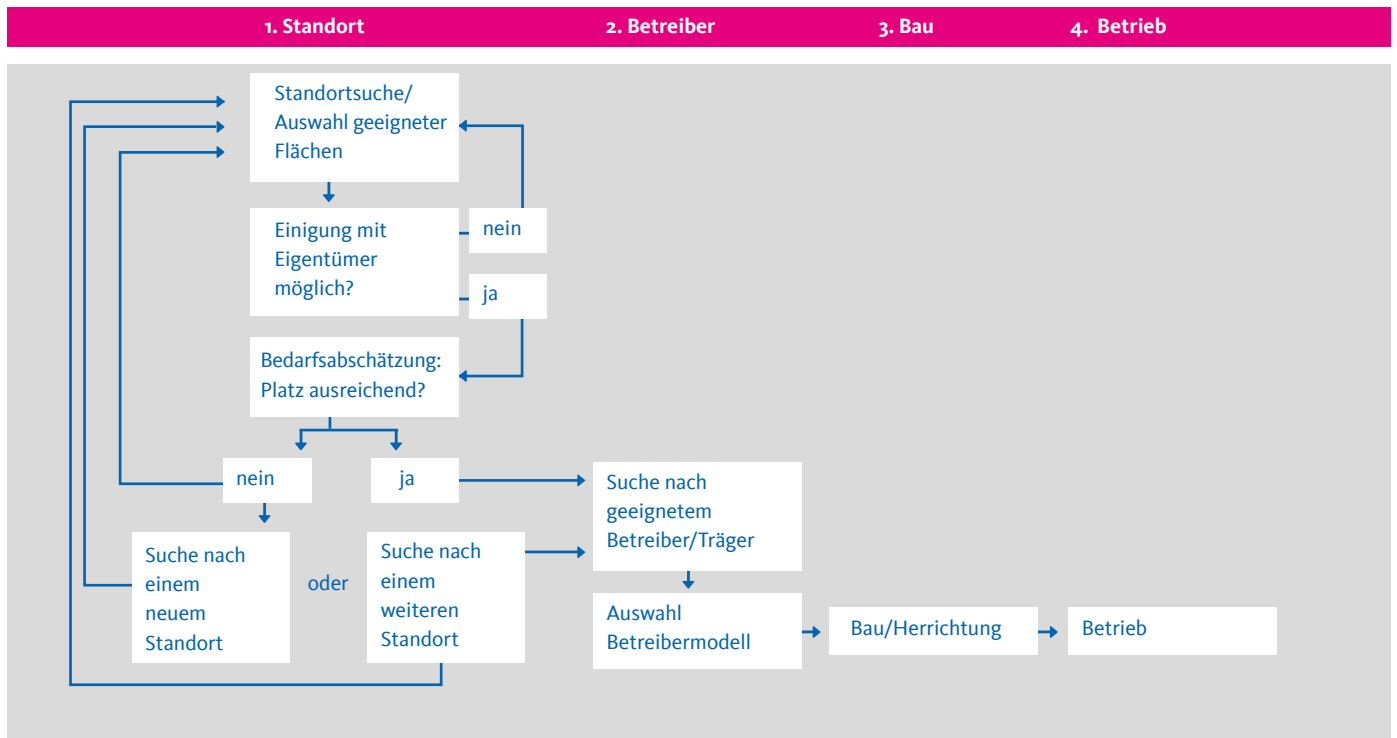 1. Standort
2. Betreiber
3. Bau
4. Betrieb
Standortsuche/
Auswahl geeigneter
Flächen
Einigung mit
Eigentümer
möglich?
nein
ja
Bedarfsabschätzung:
Platz ausreichend?
nein
ja
Suche nach
einem
neuem
Standort
oder
Suche nach
einem
weiteren
Standort
Suche nach
geeignetem
Betreiber/Träger
Auswahl
Betreibermodell
Bau/Herrichtung
Betrieb